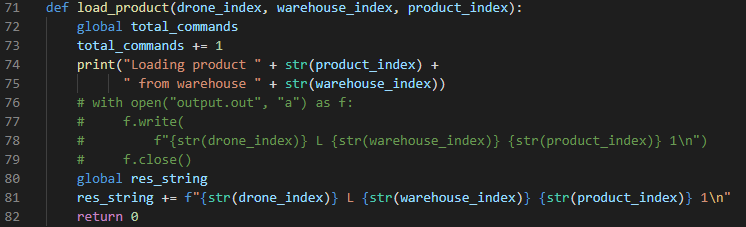 71 def load_product(drone_index, warehouse_index, product_index):
72     global total_commands
73     total_commands += 1
74     print("Loading product " + str(product_index) +
75           " from warehouse " + str(warehouse_index))
76     # with open("output.out", "a") as f:
77     #     f.write(
78     #         f"{str(drone_index)} L {str(warehouse_index)} {str(product_index)} 1\n")
79     #     f.close()
80     global res_string
81     res_string += f"{str(drone_index)} L {str(warehouse_index)} {str(product_index)} 1\n"
82     return 0